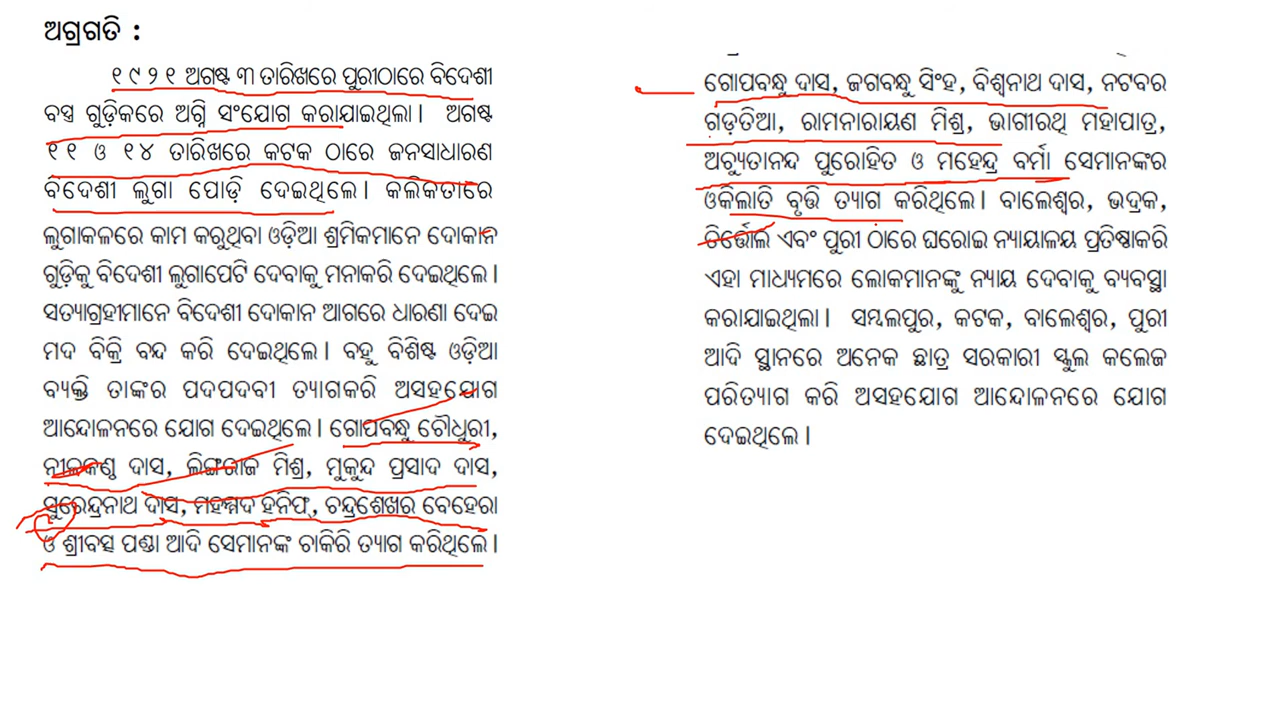 ଅଗ୍ରଗତି :
୧୯୨୧ ଅଗଷ୍ଟ ୩ ତାରିଖରେ ପୁରୀଠାରେ ବିଦେଶୀ
ବସ୍ତ୍ର ଗୁଡ଼ିକରେ ଅଗ୍ନି ସଂଯୋଗ କରାଯାଇଥିଲା। ଅଗଷ୍ଟ
୧୧ ଓ ୧୪ ତାରିଖରେ କଟକ ଠାରେ ଜନସାଧାରଣ
ବିଦେଶୀ ଲୁଗା ପୋଡ଼ି ଦେଇଥିଲେ। କଲିକତାରେ
ଲୁଗାକଳରେ କାମ କରୁଥିବା ଓଡ଼ିଆ ଶ୍ରମିକମାନେ ଦୋକାନ
ଗୁଡ଼ିକୁ ବିଦେଶୀ ଲୁଗାପେଟି ଦେବାକୁ ମନାକରି ଦେଇଥିଲେ।
ସତ୍ୟାଗ୍ରହୀମାନେ ବିଦେଶୀ ଦୋକାନ ଆଗରେ ଧାରଣା ଦେଇ
ମଦ ବିକ୍ରି ବନ୍ଦ କରି ଦେଇଥିଲେ। ବହୁ ବିଶିଷ୍ଟ ଓଡ଼ିଆ
ବ୍ୟକ୍ତି ତାଙ୍କର ପଦପଦବୀ ତ୍ୟାଗକରି ଅସହଯୋଗ
ଆନ୍ଦୋଳନରେ ଯୋଗ ଦେଇଥିଲେ। ଗୋପବନ୍ଧୁ ଚୌଧୁରୀ,
ନୀଳକଣ୍ଠ ଦାସ, ଲିଙ୍ଗରାଜ ମିଶ୍ର, ମୁକୁନ୍ଦ ପ୍ରସାଦ ଦାସ,
ସୁରେନ୍ଦ୍ରନାଥ ଦାସ, ମହମ୍ମଦ ହନିଫ୍, ଚନ୍ଦ୍ରଶେଖର ବେହେରା
ଓ ଶ୍ରୀବତ୍ସ ପଣ୍ଡା ଆଦି ସେମାନଙ୍କ ଚାକିରି ତ୍ୟାଗ କରିଥିଲେ।
ଗୋପବନ୍ଧୁ ଦାସ, ଜଗବନ୍ଧୁ ସିଂହ, ବିଶ୍ୱନାଥ ଦାସ, ନଟବର
ଗଡ଼ତିଆ, ରାମନାରାୟଣ ମିଶ୍ର, ଭାଗୀରଥି ମହାପାତ୍ର,
ଅଚ୍ୟୁତାନନ୍ଦ ପୁରୋହିତ ଓ ମହେନ୍ଦ୍ର ବର୍ମା ସେମାନଙ୍କର
ଓକିଲାତି ବୃତ୍ତି ତ୍ୟାଗ କରିଥିଲେ। ବାଲେଶ୍ୱର, ଭଦ୍ରକ,
ତିର୍ତ୍ତୋଲ ଏବଂ ପୁରୀ ଠାରେ ଘରୋଇ ନ୍ୟାୟାଳୟ ପ୍ରତିଷ୍ଠାକରି
ଏହା ମାଧ୍ୟମରେ ଲୋକମାନଙ୍କୁ ନ୍ୟାୟ ଦେବାକୁ ବ୍ୟବସ୍ଥା
କରାଯାଇଥିଲା। ସମ୍ବଲପୁର, କଟକ, ବାଲେଶ୍ୱର, ପୁରୀ
ଆଦି ସ୍ଥାନରେ ଅନେକ ଛାତ୍ର ସରକାରୀ ସ୍କୁଲ କଲେଜ
ପରିତ୍ୟାଗ କରି ଅସହଯୋଗ ଆନ୍ଦୋଳନରେ ଯୋଗ
ଦେଇଥିଲେ।